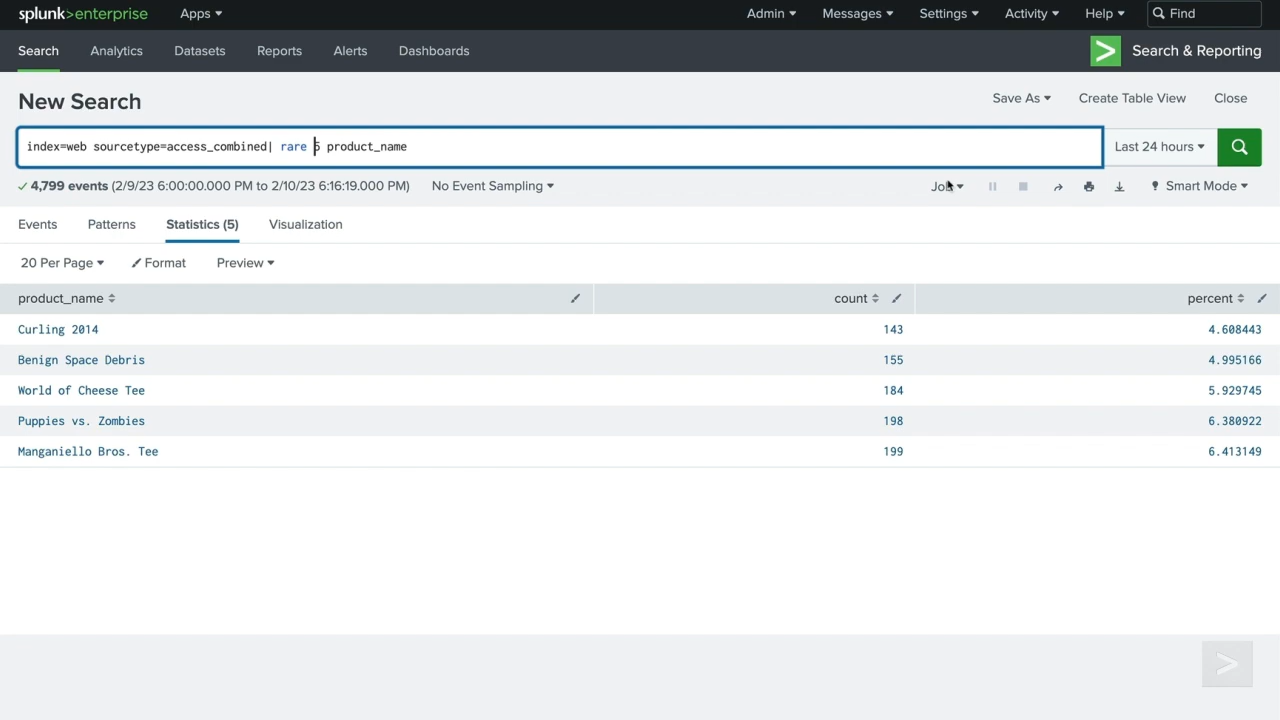 splunk>enterprise Apps Admin Messages Settings Activity Help Find
Search Analytics Datasets Reports Alerts Dashboards > Search & Reporting
New Search Save As Create Table View Close
index=web sourcetype=access_combined| rare 5 product_name Last 24 hours
4,799 events (2/9/23 6:00:00.000 PM to 2/10/23 6:16:19.000 PM) No Event Sampling Job Smart Mode
Events Patterns Statistics (5) Visualization
20 Per Page Format Preview
product_name count percent
Curling 2014 143 4.608443
Benign Space Debris 155 4.995166
World of Cheese Tee 184 5.929745
Puppies vs. Zombies 198 6.380922
Manganiello Bros. Tee 199 6.413149